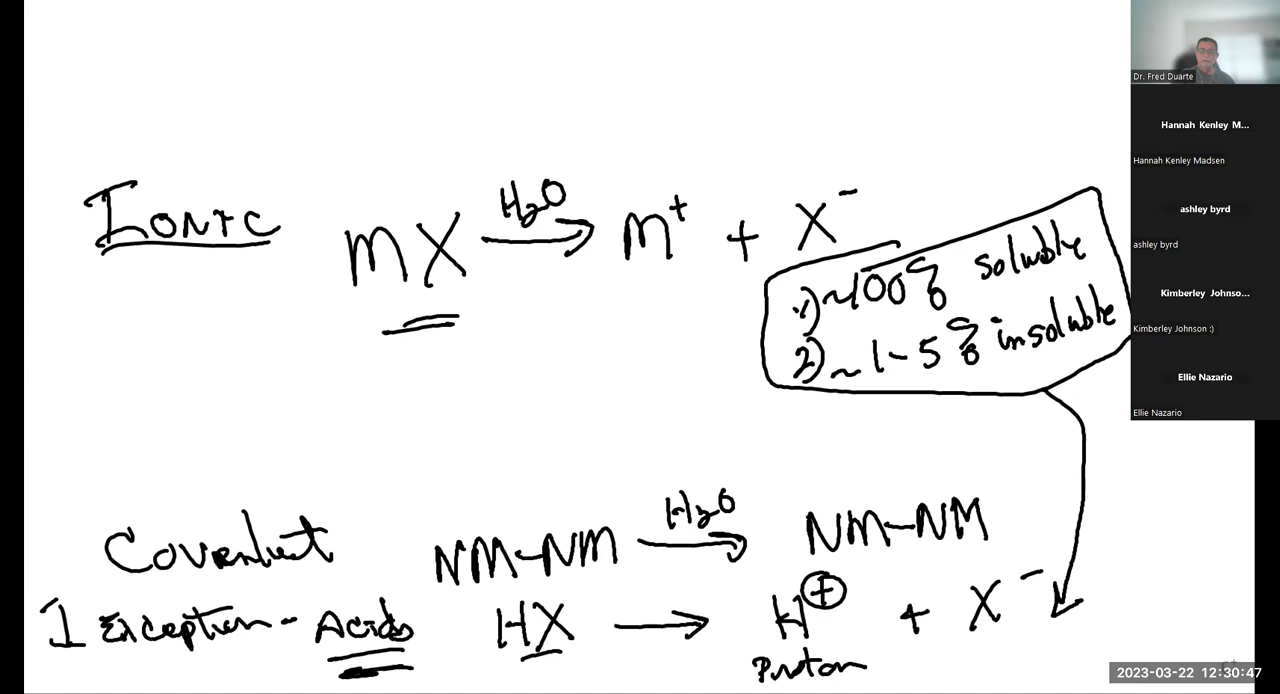 Ionic MX H2O → M+ + X-
1) ~100% soluble
2) ~1-5% insoluble
Covalent NM-NM H2O → NM-NM
1 Exception - Acids HX → H+ + X-
Proton
Dr. Fred Duarte
Hannah Kenley M...
Hannah Kenley Madsen
ashley byrd
ashley byrd
Kimberley Johnso...
Kimberley Johnson :)
Ellie Nazario
Ellie Nazario
2023-03-22 12:30:47